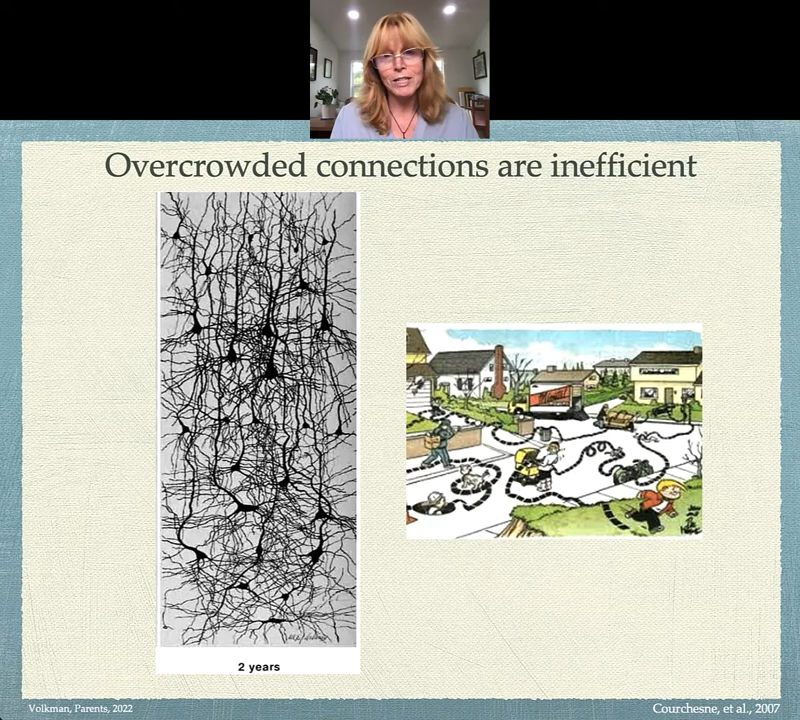 Overcrowded connections are inefficient
2 years
Volkman, Parents, 2022
Courchesne, et al., 2007